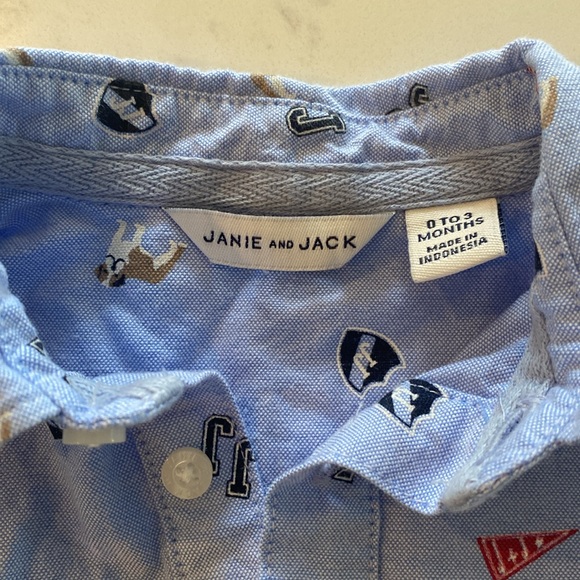 J
JANIE AND JACK
0 TO 3
MONTHS
MADE IN
INDONESIA
J
J
J+J